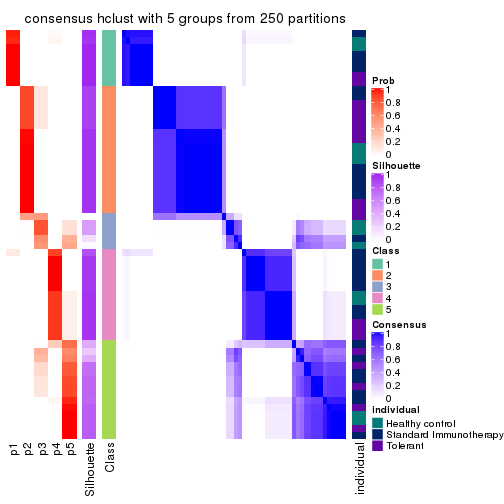 consensus hclust with 5 groups from 250 partitions
Prob
1
0.8
0.6
0.4
0.2
0
Silhouette
1
0.8
0.6
0.4
0.2
0
Class
1
2
3
4
5
Consensus
1
0.8
0.6
0.4
0.2
0
individual
Healthy control
Standard Immunotherapy
Tolerant
p1
p2
p3
p4
p5
Silhouette
Class
individual